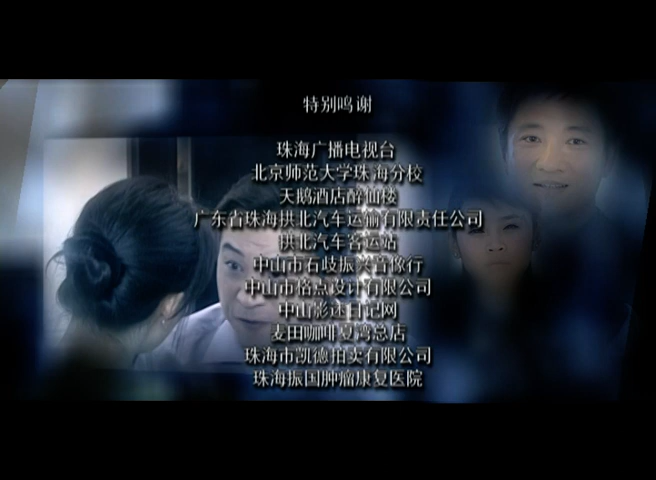 特别鸣谢
珠海广播电视台
北京师范大学珠海分校
天鹅酒店醉仙楼
广东省珠海拱北汽车运输有限责任公司
拱北汽车客运站
中山市石歧振兴音像行
中山市倍点设计有限公司
中山影迷日记网
麦田咖啡夏湾总店
珠海市凯德拍卖有限公司
珠海振国肿瘤康复医院